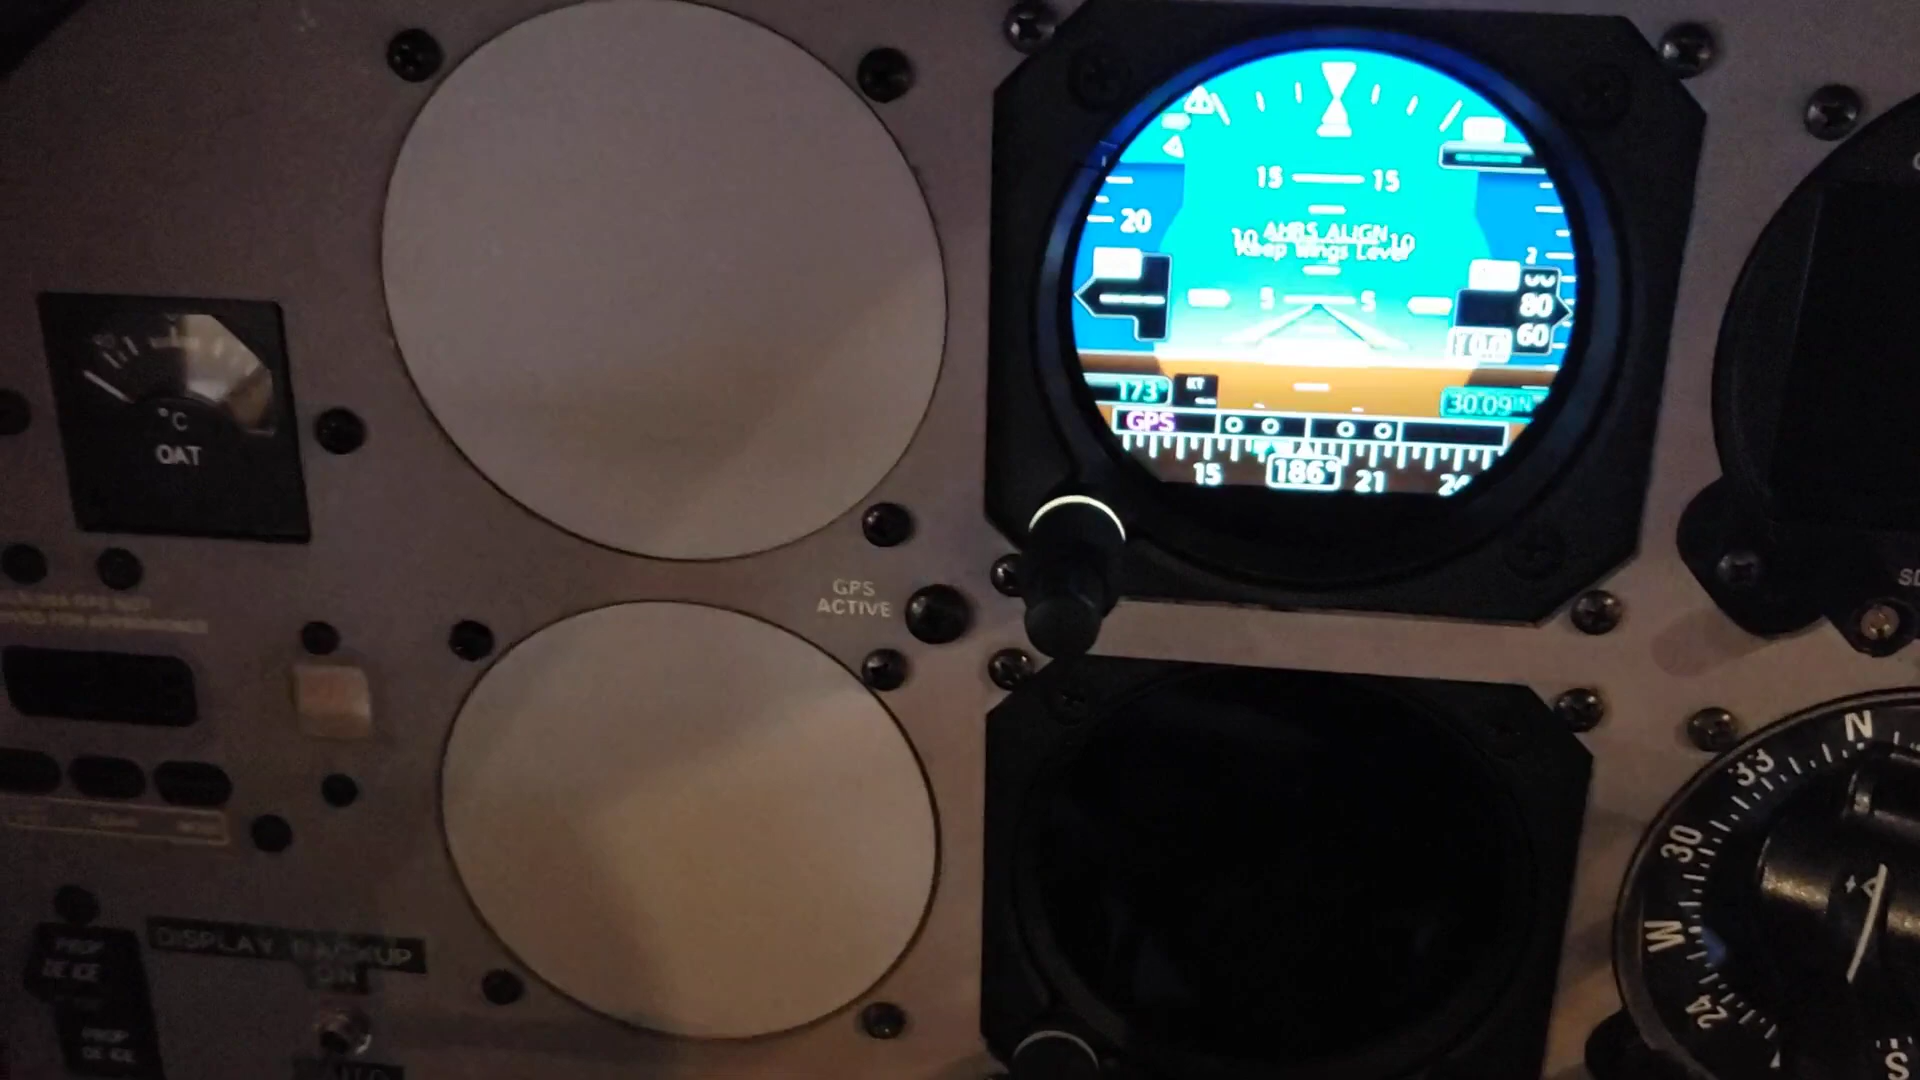 15 15
20
AHRS ALIGN
10 10
Keep Wings Level
2
5 5
80
60
173°
KT
30.09 IN
GPS
15 186° 21 24
°C
OAT
GPS
ACTIVE
DISPLAY BACKUP
ON
PROP
DE ICE
PROP
DE ICE
N
33
30
W
24
S